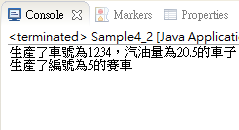 Console Markers Properties
<terminated> Sample4_2 [Java Application
生產了車號為1234，汽油量為20.5的車子
生產了編號為5的賽車